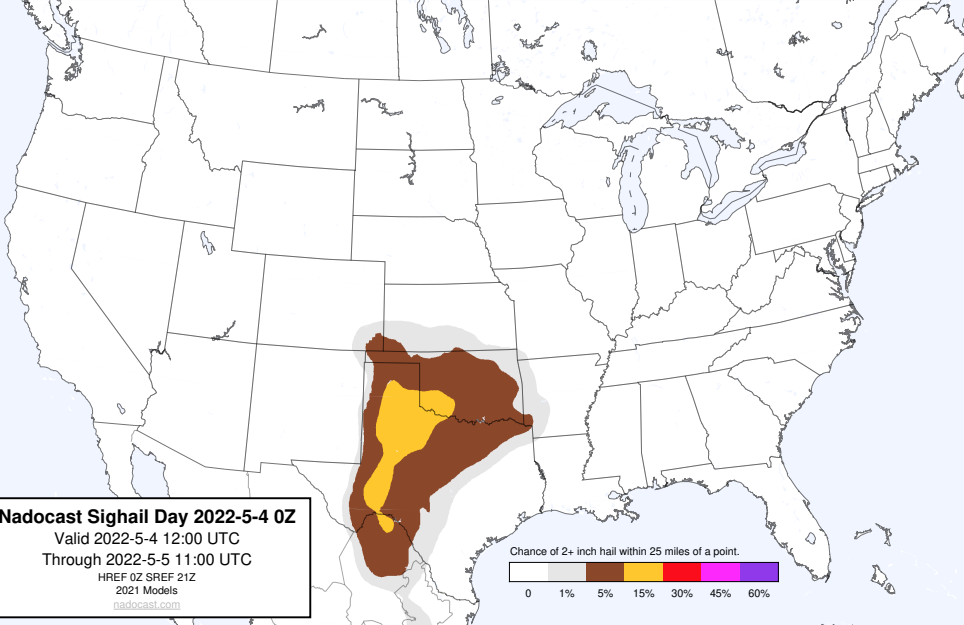 Nadocast Sighail Day 2022-5-4 0Z
Valid 2022-5-4 12:00 UTC
Through 2022-5-5 11:00 UTC
HREF 0Z SREF 21Z
2021 Models
nadocast.com
Chance of 2+ inch hail within 25 miles of a point.
0 1% 5% 15% 30% 45% 60%